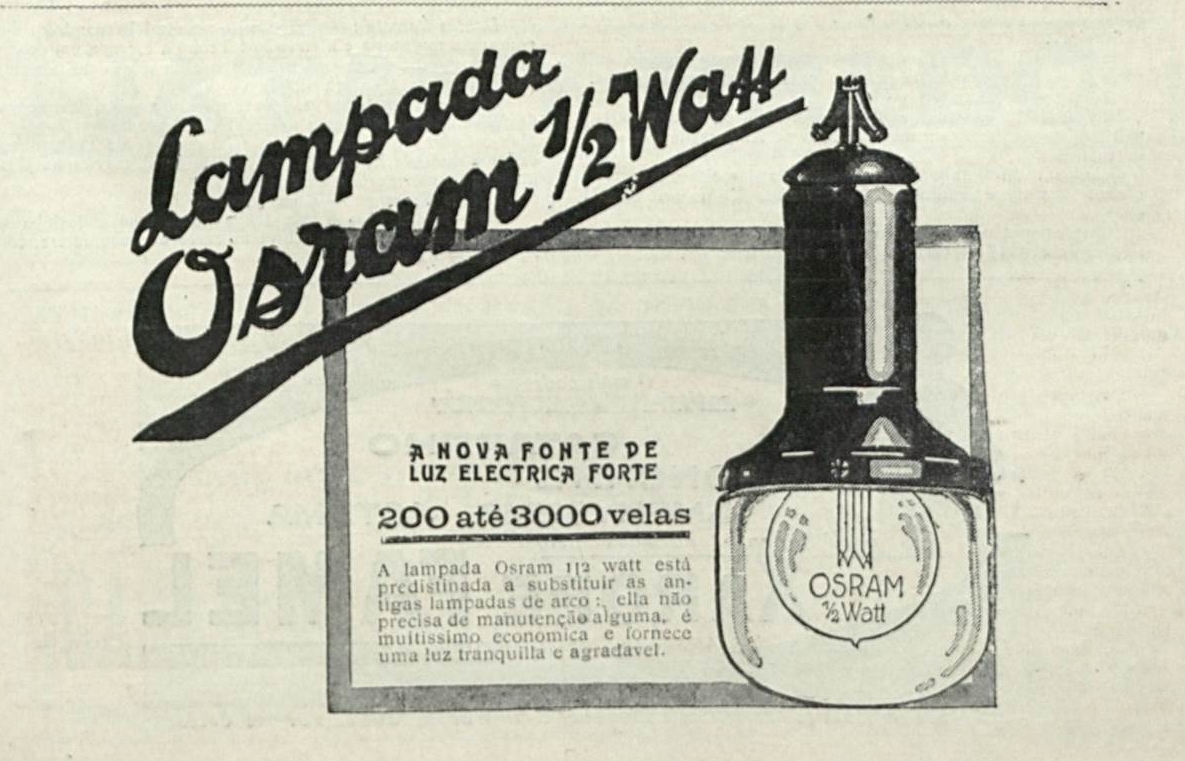 Lampada
Osram 1/2 Watt
A NOVA FONTE DE
LUZ ELECTRICA FORTE
200 até 3000 velas
A lampada Osram 1|2 watt está
predistinada a substituir as an-
tigas lampadas de arco : ella não
precisa de manutenção alguma, é
muitissimo economica e fornece
uma luz tranquilla e agradavel.
OSRAM
1/2 Watt